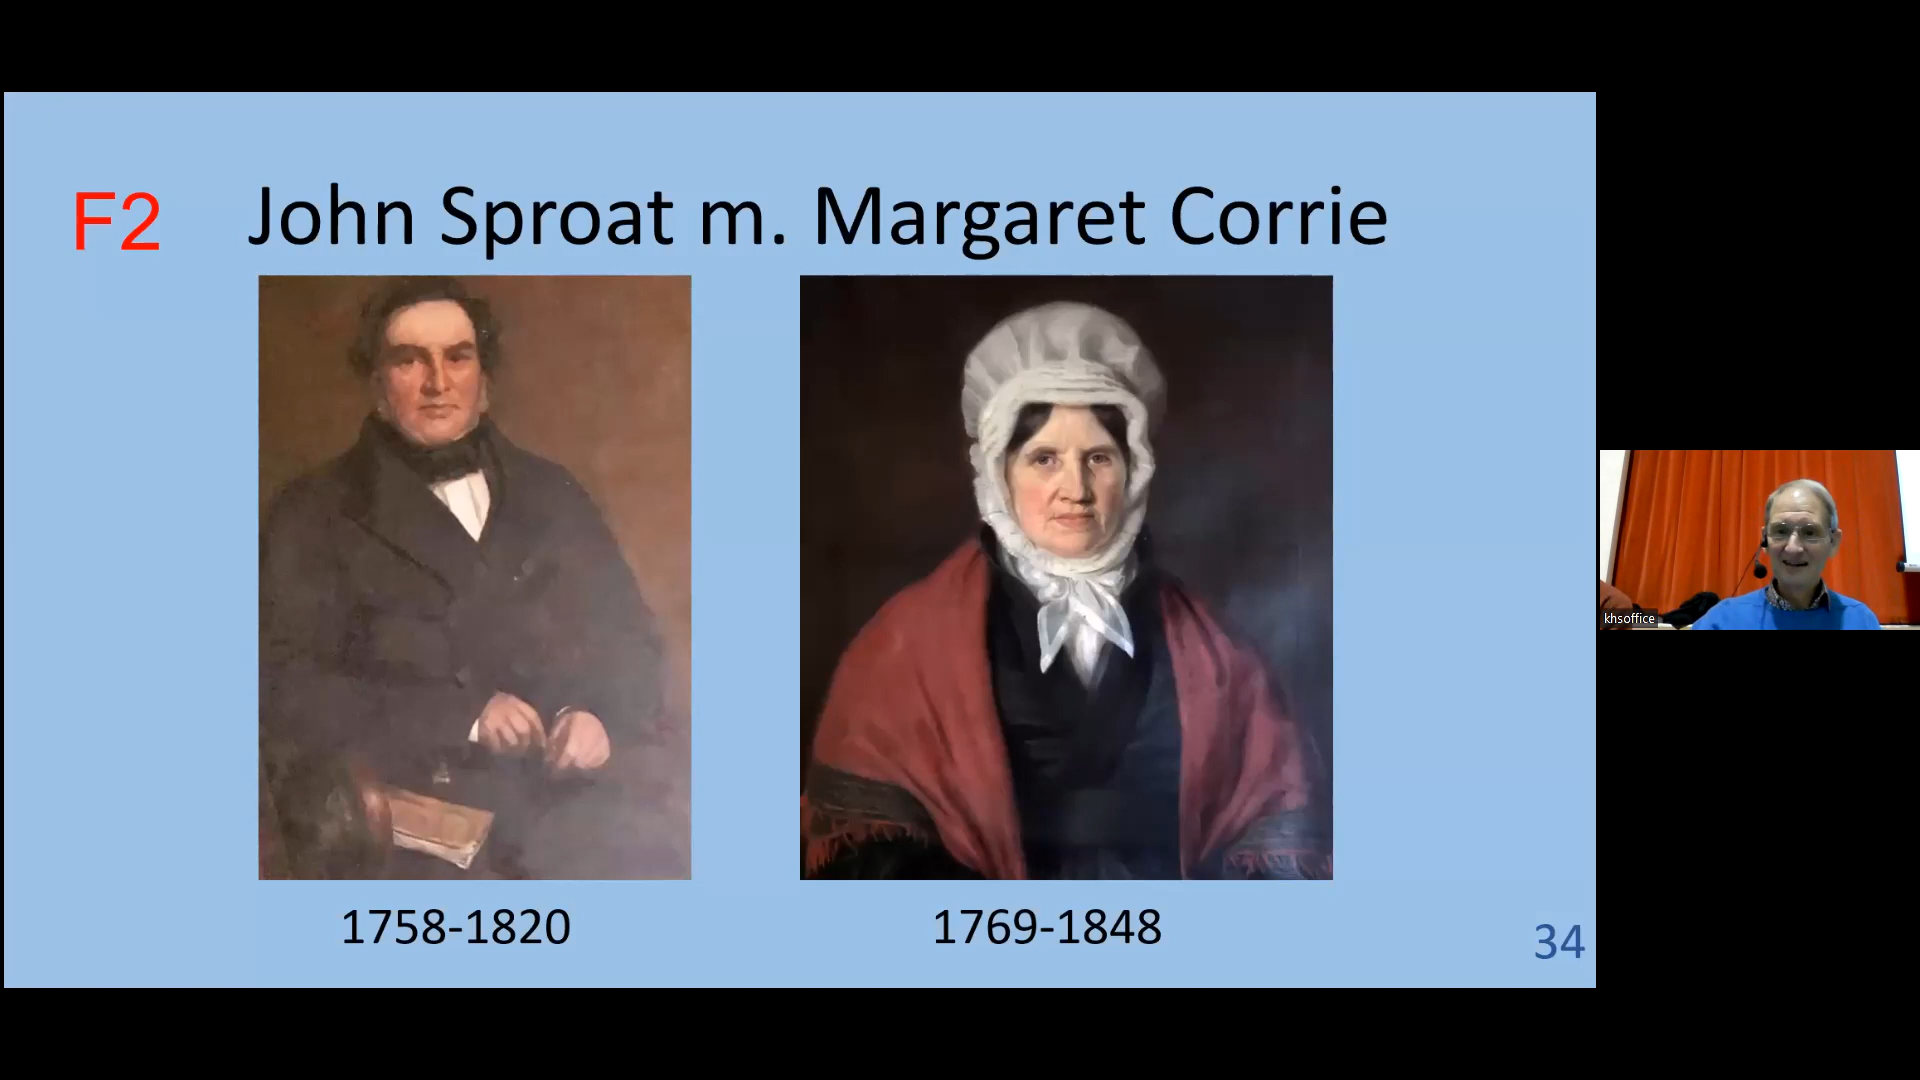 F2 John Sproat m. Margaret Corrie
1758-1820 1769-1848
34
khsoffice